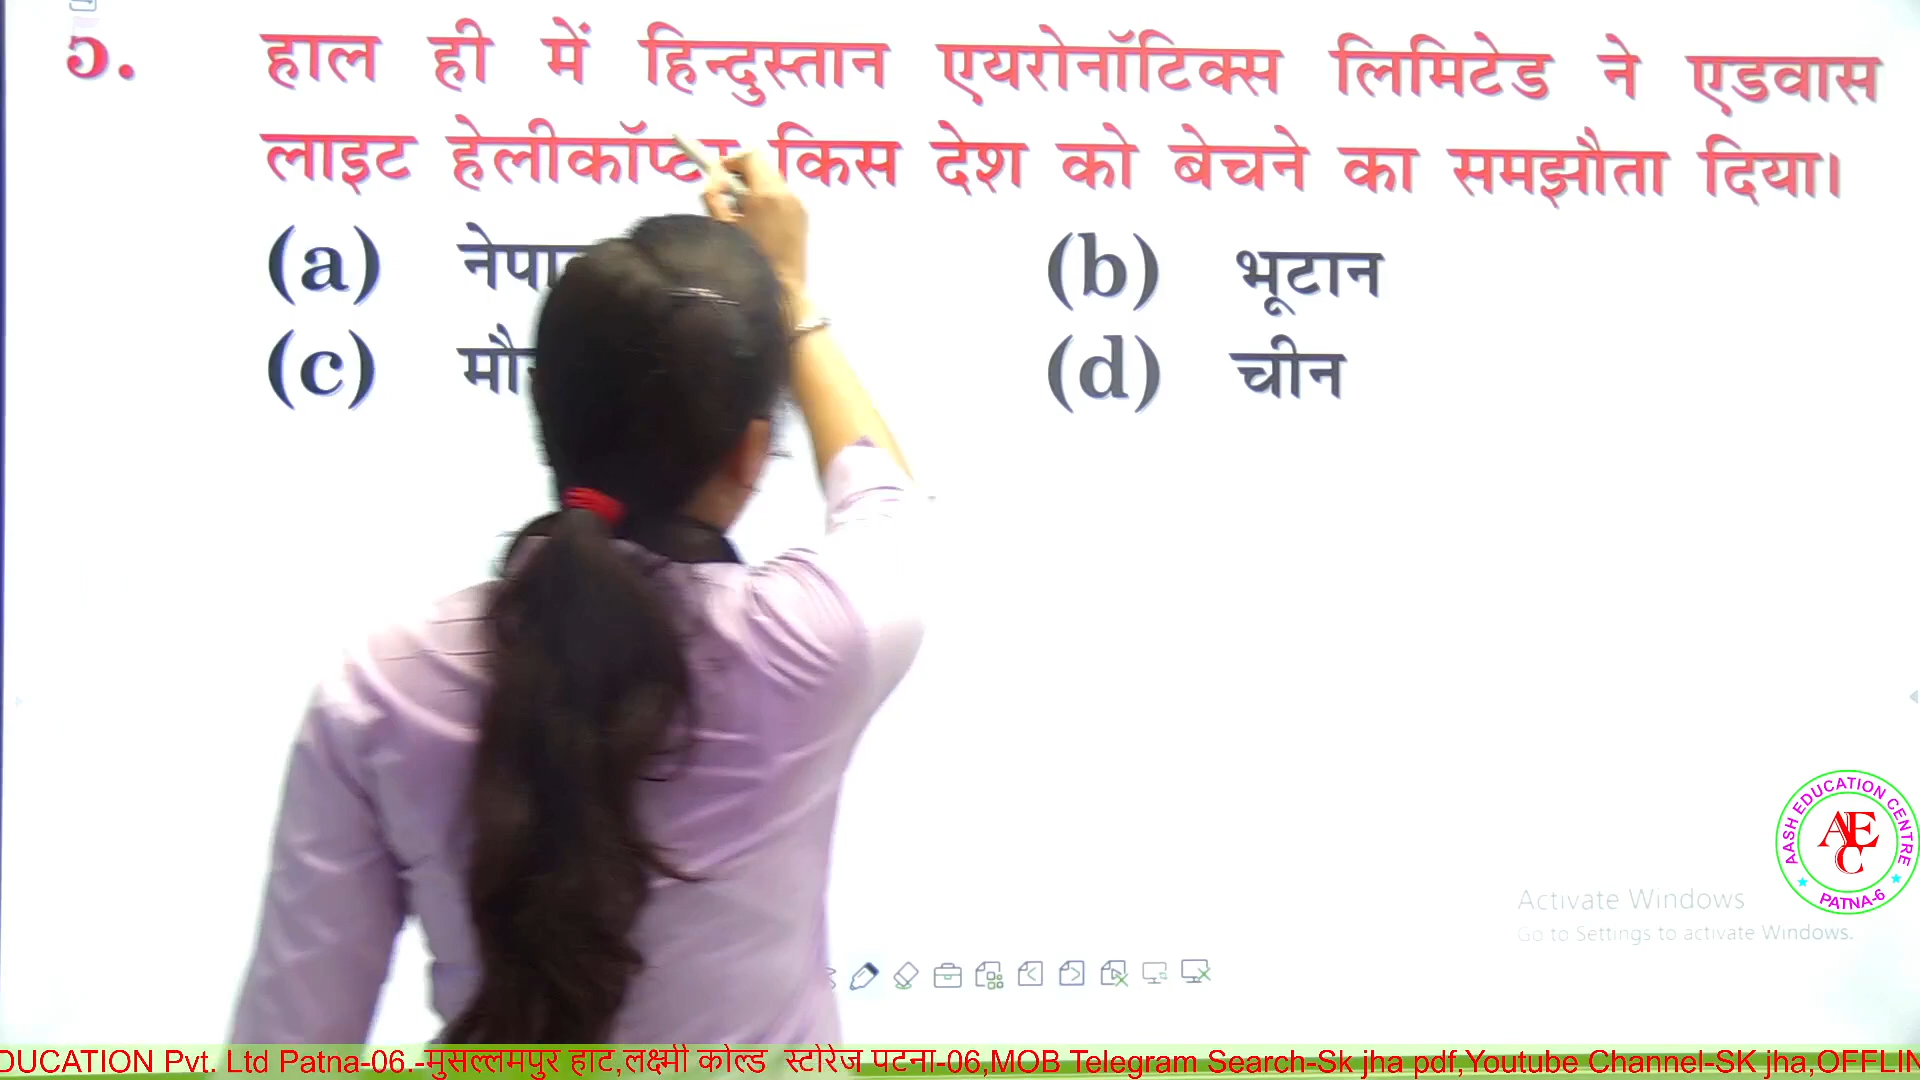 5. हाल ही में हिन्दुस्तान एयरोनॉटिक्स लिमिटेड ने एडवास
लाइट हेलीकॉप्टर किस देश को बेचने का समझौता दिया।
(a) (b) भूटान
(c) (d) चीन
AASH EDUCATION CENTRE
AEC
PATNA-6
Activate Windows
Go to Settings to activate Windows.
DUCATION Pvt. Ltd Patna-06.-मुसल्लमपुर हाट,लक्ष्मी कोल्ड स्टोरेज पटना-06,MOB Telegram Search-Sk jha pdf,Youtube Channel-SK jha,OFFLIN